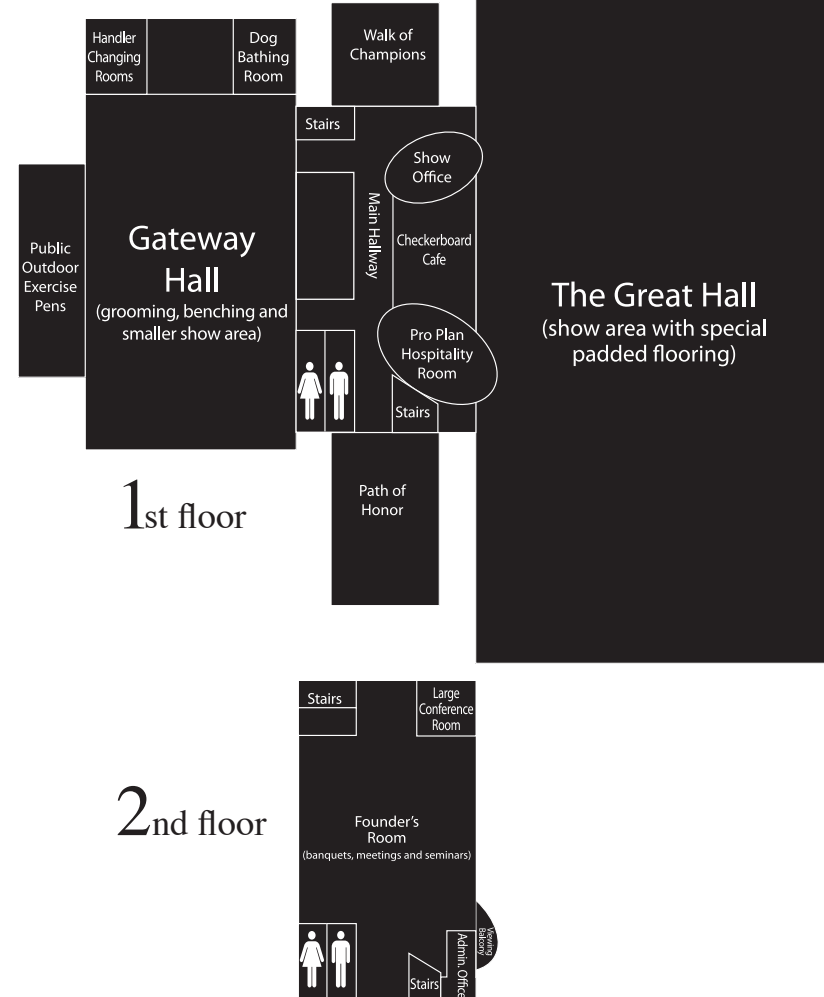 Handler
Changing
Rooms
Dog
Bathing
Room
Walk of
Champions
Stairs
Show
Office
Main Hallway
Checkerboard
Cafe
Public
Outdoor
Exercise
Pens
Gateway
Hall
(grooming, benching and
smaller show area)
The Great Hall
(show area with special
padded flooring)
Pro Plan
Hospitality
Room
Stairs
Path of
Honor
1st floor
Stairs
Large
Conference
Room
2nd floor
Founder's
Room
(banquets, meetings and seminars)
Viewing
Balcony
Admin. Office
Stairs